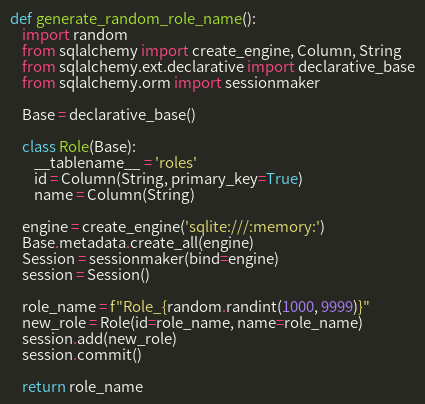 def generate_random_role_name():
    import random
    from sqlalchemy import create_engine, Column, String
    from sqlalchemy.ext.declarative import declarative_base
    from sqlalchemy.orm import sessionmaker

    Base = declarative_base()

    class Role(Base):
        __tablename__ = 'roles'
        id = Column(String, primary_key=True)
        name = Column(String)

    engine = create_engine('sqlite:///:memory:')
    Base.metadata.create_all(engine)
    Session = sessionmaker(bind=engine)
    session = Session()

    role_name = f"Role_{random.randint(1000, 9999)}"
    new_role = Role(id=role_name, name=role_name)
    session.add(new_role)
    session.commit()

    return role_name